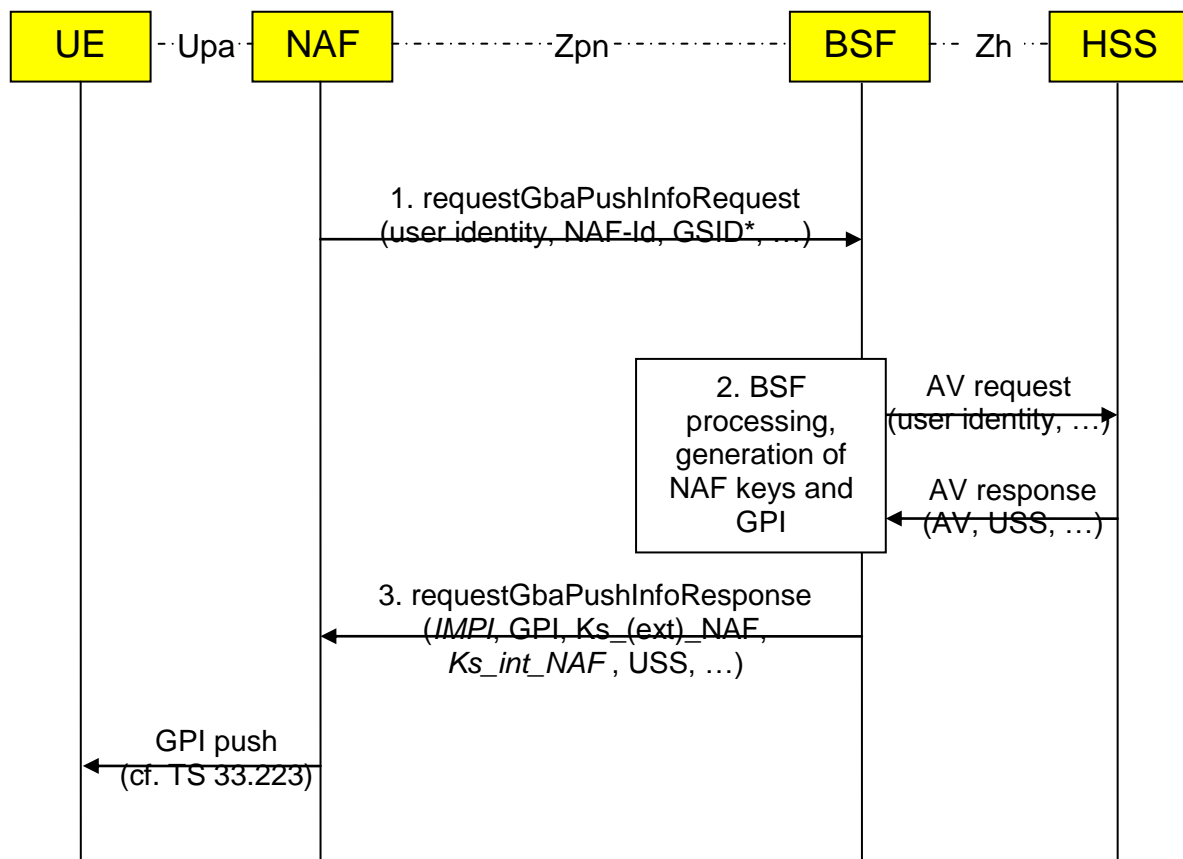 UE Upa NAF Zpn BSF Zh HSS
1. requestGbaPushInfoRequest
(user identity, NAF-Id, GSID*, …)
2. BSF
processing,
generation of
NAF keys and
GPI
AV request
(user identity, …)
AV response
(AV, USS, …)
3. requestGbaPushInfoResponse
(IMPI, GPI, Ks_(ext)_NAF,
Ks_int_NAF , USS, …)
GPI push
(cf. TS 33.223)